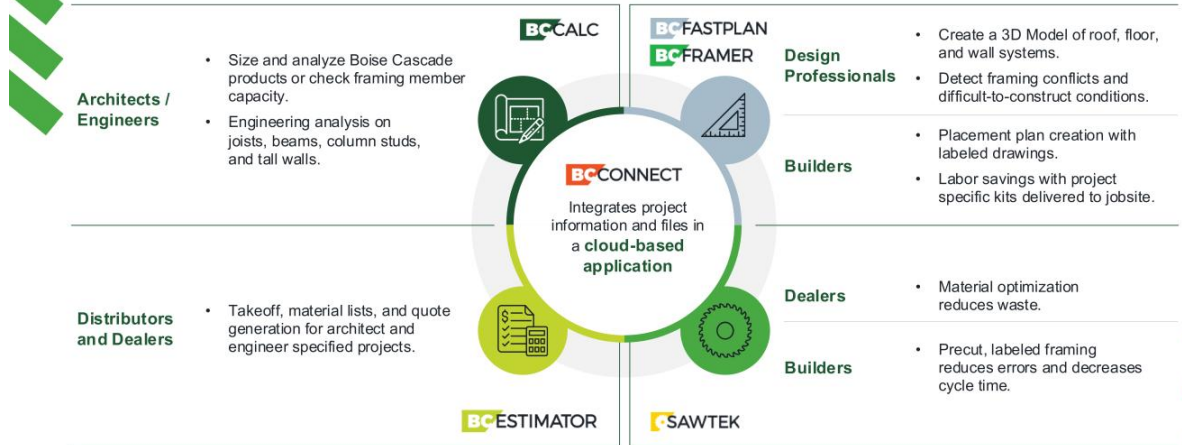 BCCALC
Architects /
Engineers
• Size and analyze Boise Cascade
products or check framing member
capacity.
• Engineering analysis on
joists, beams, column studs,
and tall walls.
BCFASTPLAN
BCFRAMER
Design
Professionals
• Create a 3D Model of roof, floor,
and wall systems.
• Detect framing conflicts and
difficult-to-construct conditions.
Builders
• Placement plan creation with
labeled drawings.
• Labor savings with project
specific kits delivered to jobsite.
BCCONNECT
Integrates project
information and files in
a cloud-based
application
Distributors
and Dealers
• Takeoff, material lists, and quote
generation for architect and
engineer specified projects.
BCESTIMATOR
Dealers
• Material optimization
reduces waste.
Builders
• Precut, labeled framing
reduces errors and decreases
cycle time.
SAWTEK